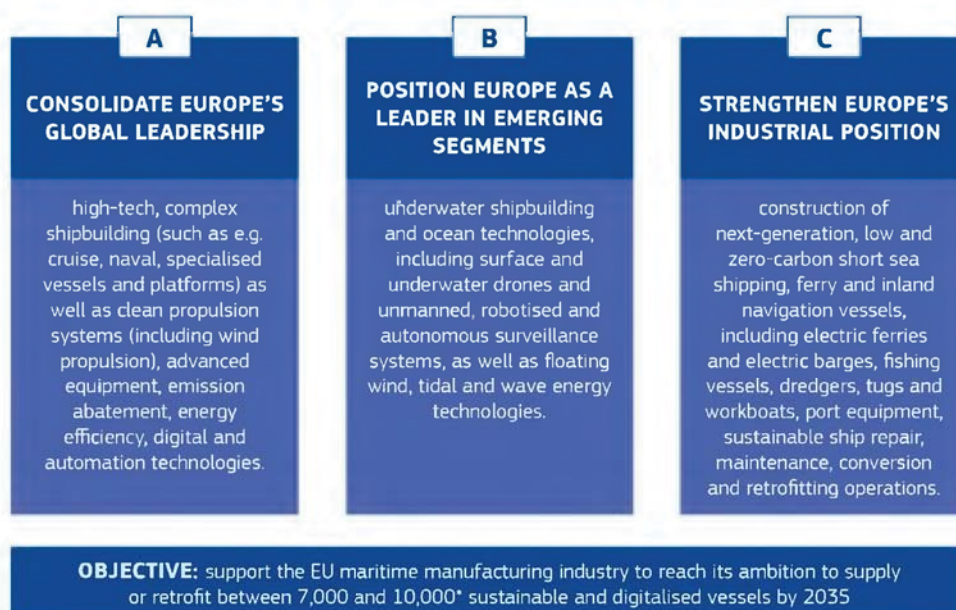 A
CONSOLIDATE EUROPE'S
GLOBAL LEADERSHIP
high-tech, complex
shipbuilding (such as e.g.
cruise, naval, specialised
vessels and platforms) as
well as clean propulsion
systems (including wind
propulsion), advanced
equipment, emission
abatement, energy
efficiency, digital and
automation technologies.
B
POSITION EUROPE AS A
LEADER IN EMERGING
SEGMENTS
underwater shipbuilding
and ocean technologies,
including surface and
underwater drones and
unmanned, robotised and
autonomous surveillance
systems, as well as floating
wind, tidal and wave energy
technologies.
C
STRENGTHEN EUROPE'S
INDUSTRIAL POSITION
construction of
next-generation, low and
zero-carbon short sea
shipping, ferry and inland
navigation vessels,
including electric ferries
and electric barges, fishing
vessels, dredgers, tugs and
workboats, port equipment,
sustainable ship repair,
maintenance, conversion
and retrofitting operations.
OBJECTIVE: support the EU maritime manufacturing industry to reach its ambition to supply
or retrofit between 7,000 and 10,000* sustainable and digitalised vessels by 2035